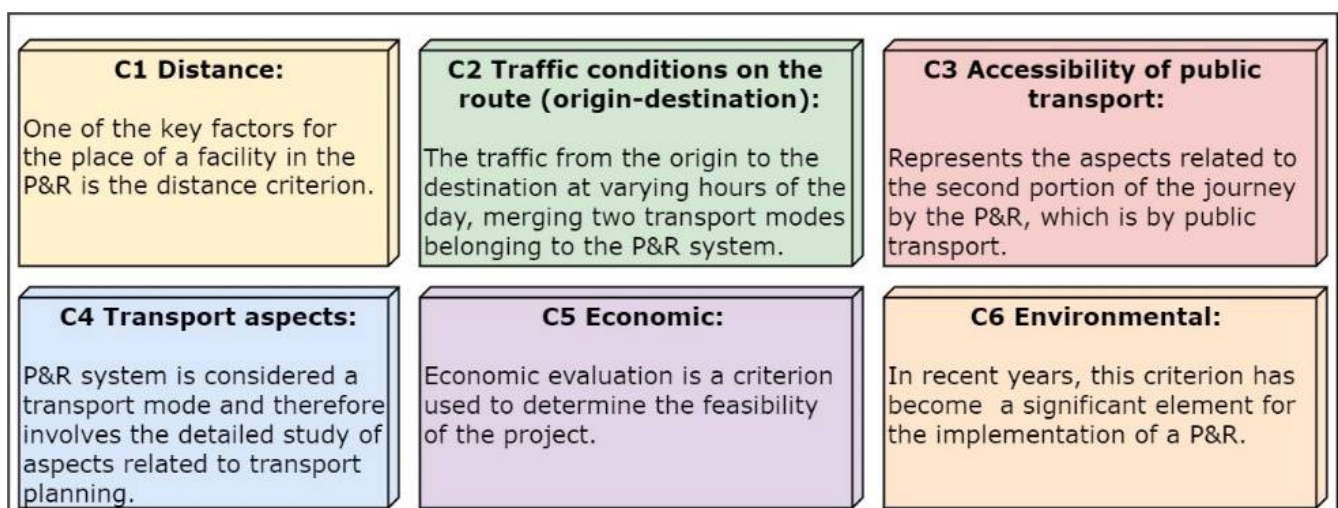 C1 Distance:
One of the key factors for
the place of a facility in the
P&R is the distance criterion.
C2 Traffic conditions on the
route (origin-destination):
The traffic from the origin to the
destination at varying hours of the
day, merging two transport modes
belonging to the P&R system.
C3 Accessibility of public
transport:
Represents the aspects related to
the second portion of the journey
by the P&R, which is by public
transport.
C4 Transport aspects:
P&R system is considered a
transport mode and therefore
involves the detailed study of
aspects related to transport
planning.
C5 Economic:
Economic evaluation is a criterion
used to determine the feasibility
of the project.
C6 Environmental:
In recent years, this criterion has
become a significant element for
the implementation of a P&R.